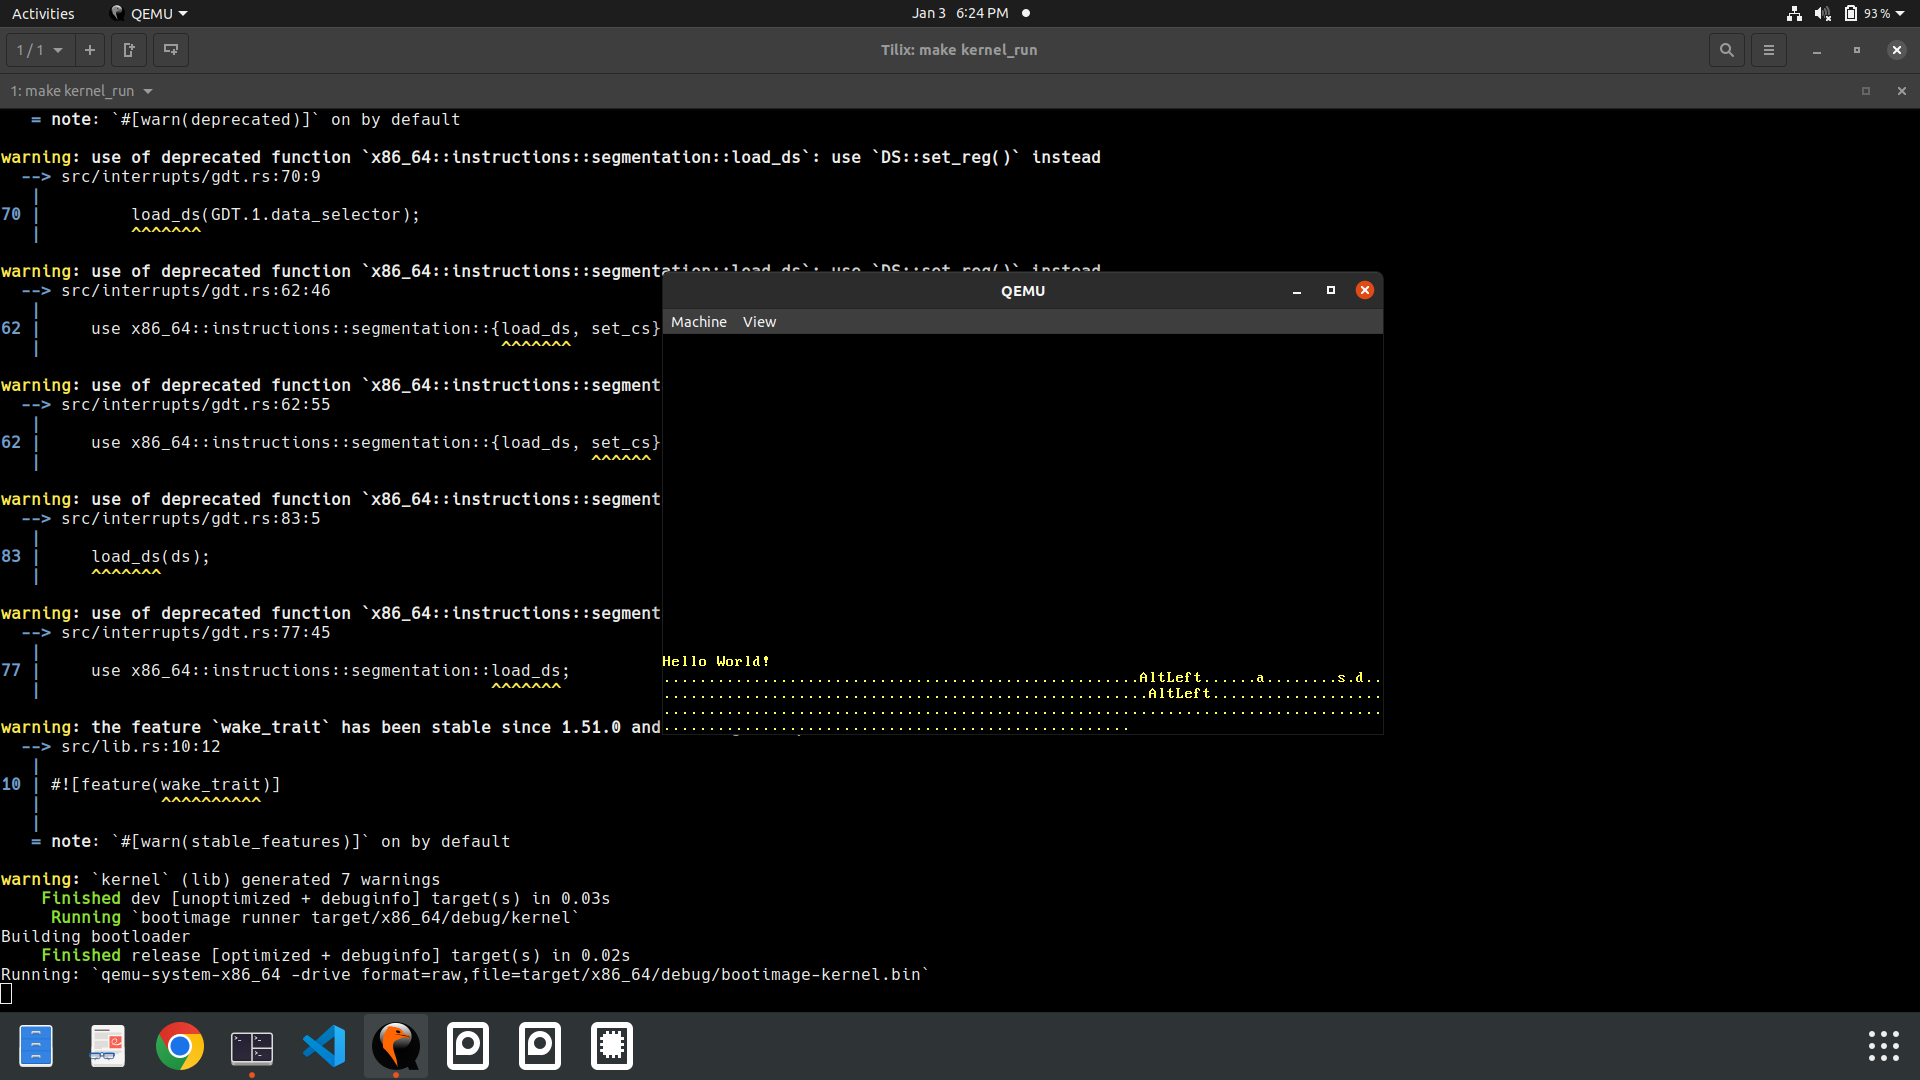 Activities QEMU Jan 3 6:24 PM 93 %
1 / 1 Tilix: make kernel_run
1: make kernel_run
= note: `#[warn(deprecated)]` on by default
warning: use of deprecated function `x86_64::instructions::segmentation::load_ds`: use `DS::set_reg()` instead
--> src/interrupts/gdt.rs:70:9
|
70 | load_ds(GDT.1.data_selector);
| ^^^^^^^
warning: use of deprecated function `x86_64::instructions::segmentation::load_ds`: use `DS::set_reg()` instead
--> src/interrupts/gdt.rs:62:46
|
62 | use x86_64::instructions::segmentation::{load_ds, set_cs}
| ^^^^^^^
warning: use of deprecated function `x86_64::instructions::segment
--> src/interrupts/gdt.rs:62:55
|
62 | use x86_64::instructions::segmentation::{load_ds, set_cs}
| ^^^^^^
warning: use of deprecated function `x86_64::instructions::segment
--> src/interrupts/gdt.rs:83:5
|
83 | load_ds(ds);
| ^^^^^^^
warning: use of deprecated function `x86_64::instructions::segment
--> src/interrupts/gdt.rs:77:45
|
77 | use x86_64::instructions::segmentation::load_ds;
| ^^^^^^^
warning: the feature `wake_trait` has been stable since 1.51.0 and
--> src/lib.rs:10:12
|
10 | #![feature(wake_trait)]
| ^^^^^^^^^^
|
= note: `#[warn(stable_features)]` on by default
warning: `kernel` (lib) generated 7 warnings
Finished dev [unoptimized + debuginfo] target(s) in 0.03s
Running `bootimage runner target/x86_64/debug/kernel`
Building bootloader
Finished release [optimized + debuginfo] target(s) in 0.02s
Running: `qemu-system-x86_64 -drive format=raw,file=target/x86_64/debug/bootimage-kernel.bin`
QEMU
Machine View
Hello World!
.....................................................AltLeft......a........s.d..
......................................................AltLeft...................
................................................................................
....................................................